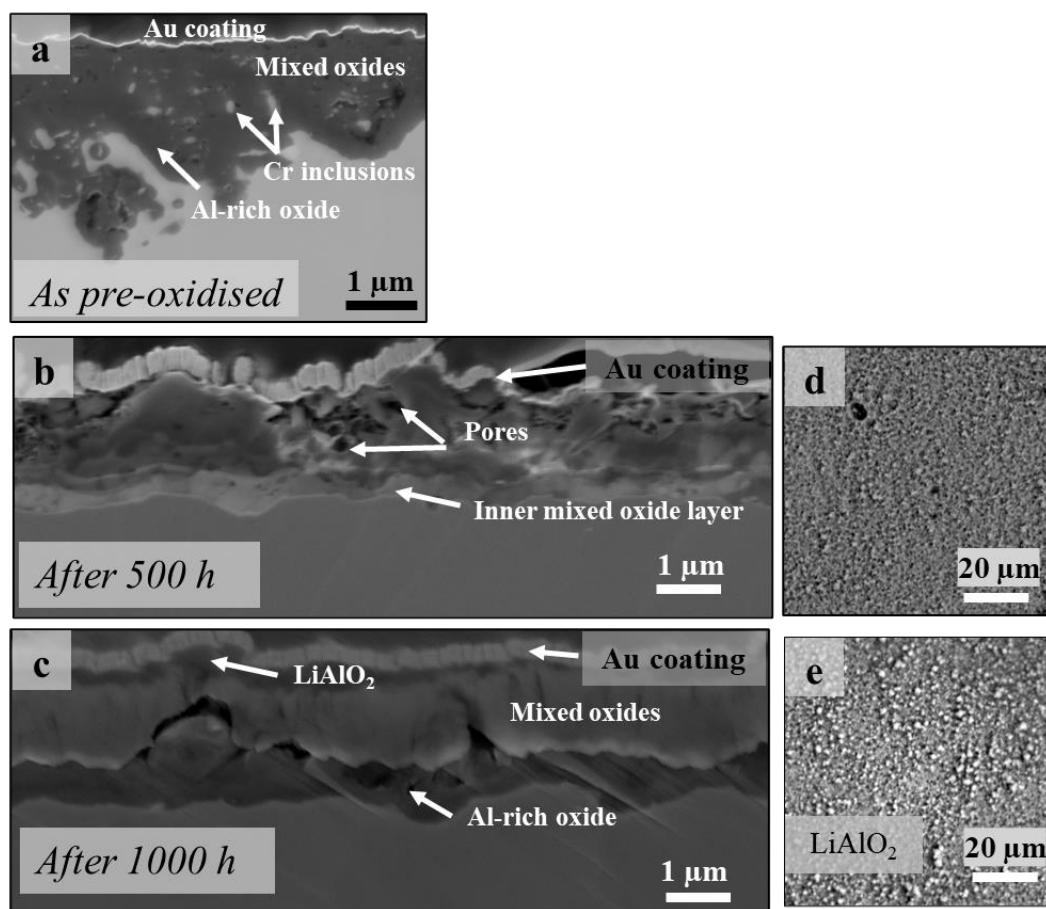 a
Au coating
Mixed oxides
Cr inclusions
Al-rich oxide
As pre-oxidised
1 µm
b
Au coating
Pores
Inner mixed oxide layer
After 500 h
1 µm
d
20 µm
c
LiAlO₂
Au coating
Mixed oxides
Al-rich oxide
After 1000 h
1 µm
e
LiAlO₂
20 µm